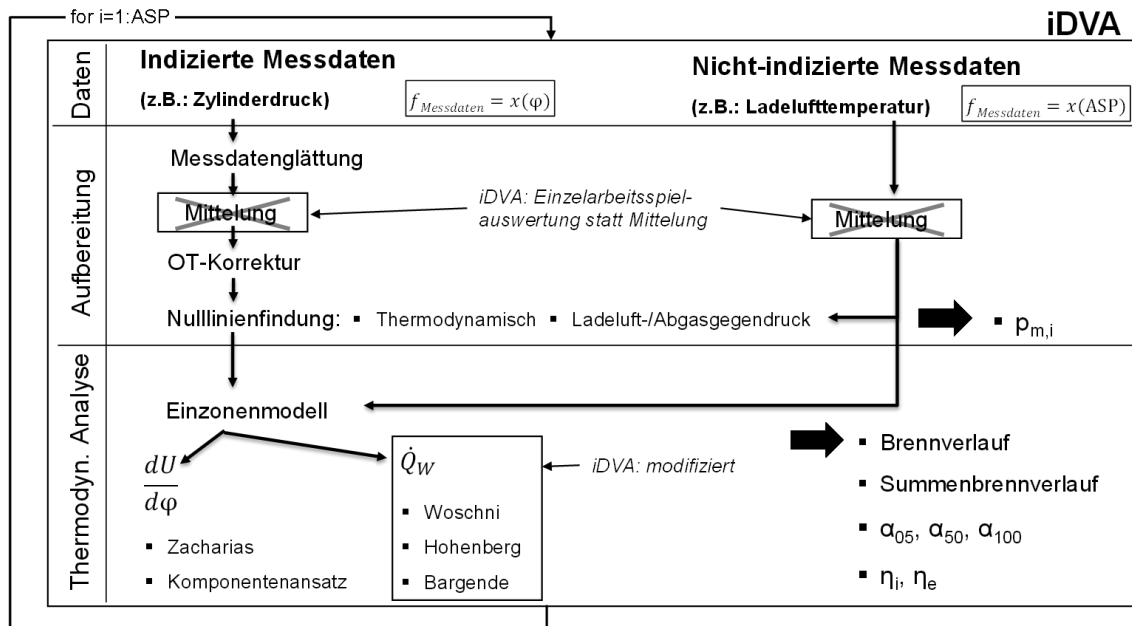 for i=1:ASP
iDVA
Daten
Indizierte Messdaten
(z.B.: Zylinderdruck)
f_Messdaten = x(φ)
Nicht-indizierte Messdaten
(z.B.: Ladelufttemperatur)
f_Messdaten = x(ASP)
Aufbereitung
Messdatenglättung
Mittelung
iDVA: Einzelarbeitsspiel-
auswertung statt Mittelung
Mittelung
OT-Korrektur
Nulllinienfindung: ▪ Thermodynamisch ▪ Ladeluft-/Abgasgegendruck
▪ p_m,i
Thermodyn. Analyse
Einzonenmodell
dU
dφ
▪ Zacharias
▪ Komponentenansatz
Q̇_W
▪ Woschni
▪ Hohenberg
▪ Bargende
iDVA: modifiziert
▪ Brennverlauf
▪ Summenbrennverlauf
▪ α₀₅, α₅₀, α₁₀₀
▪ η_i, η_e